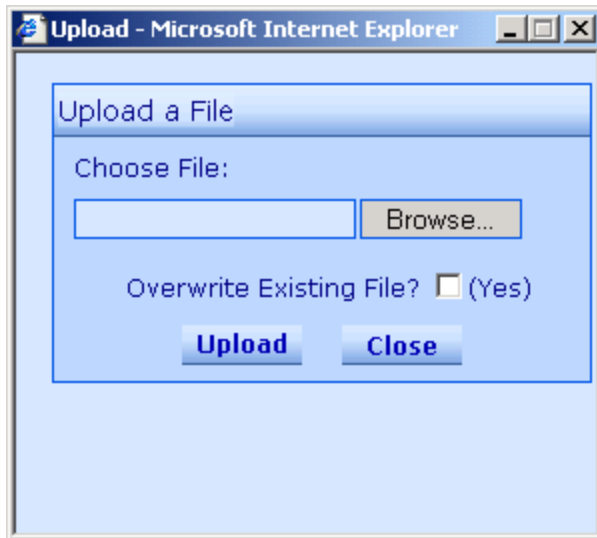 Upload - Microsoft Internet Explorer
Upload a File
Choose File:
Browse...
Overwrite Existing File? (Yes)
Upload Close